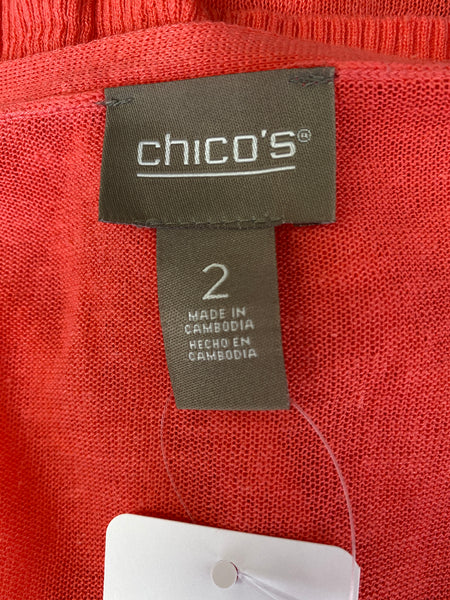 chico's®
2
MADE IN
CAMBODIA
HECHO EN
CAMBODIA